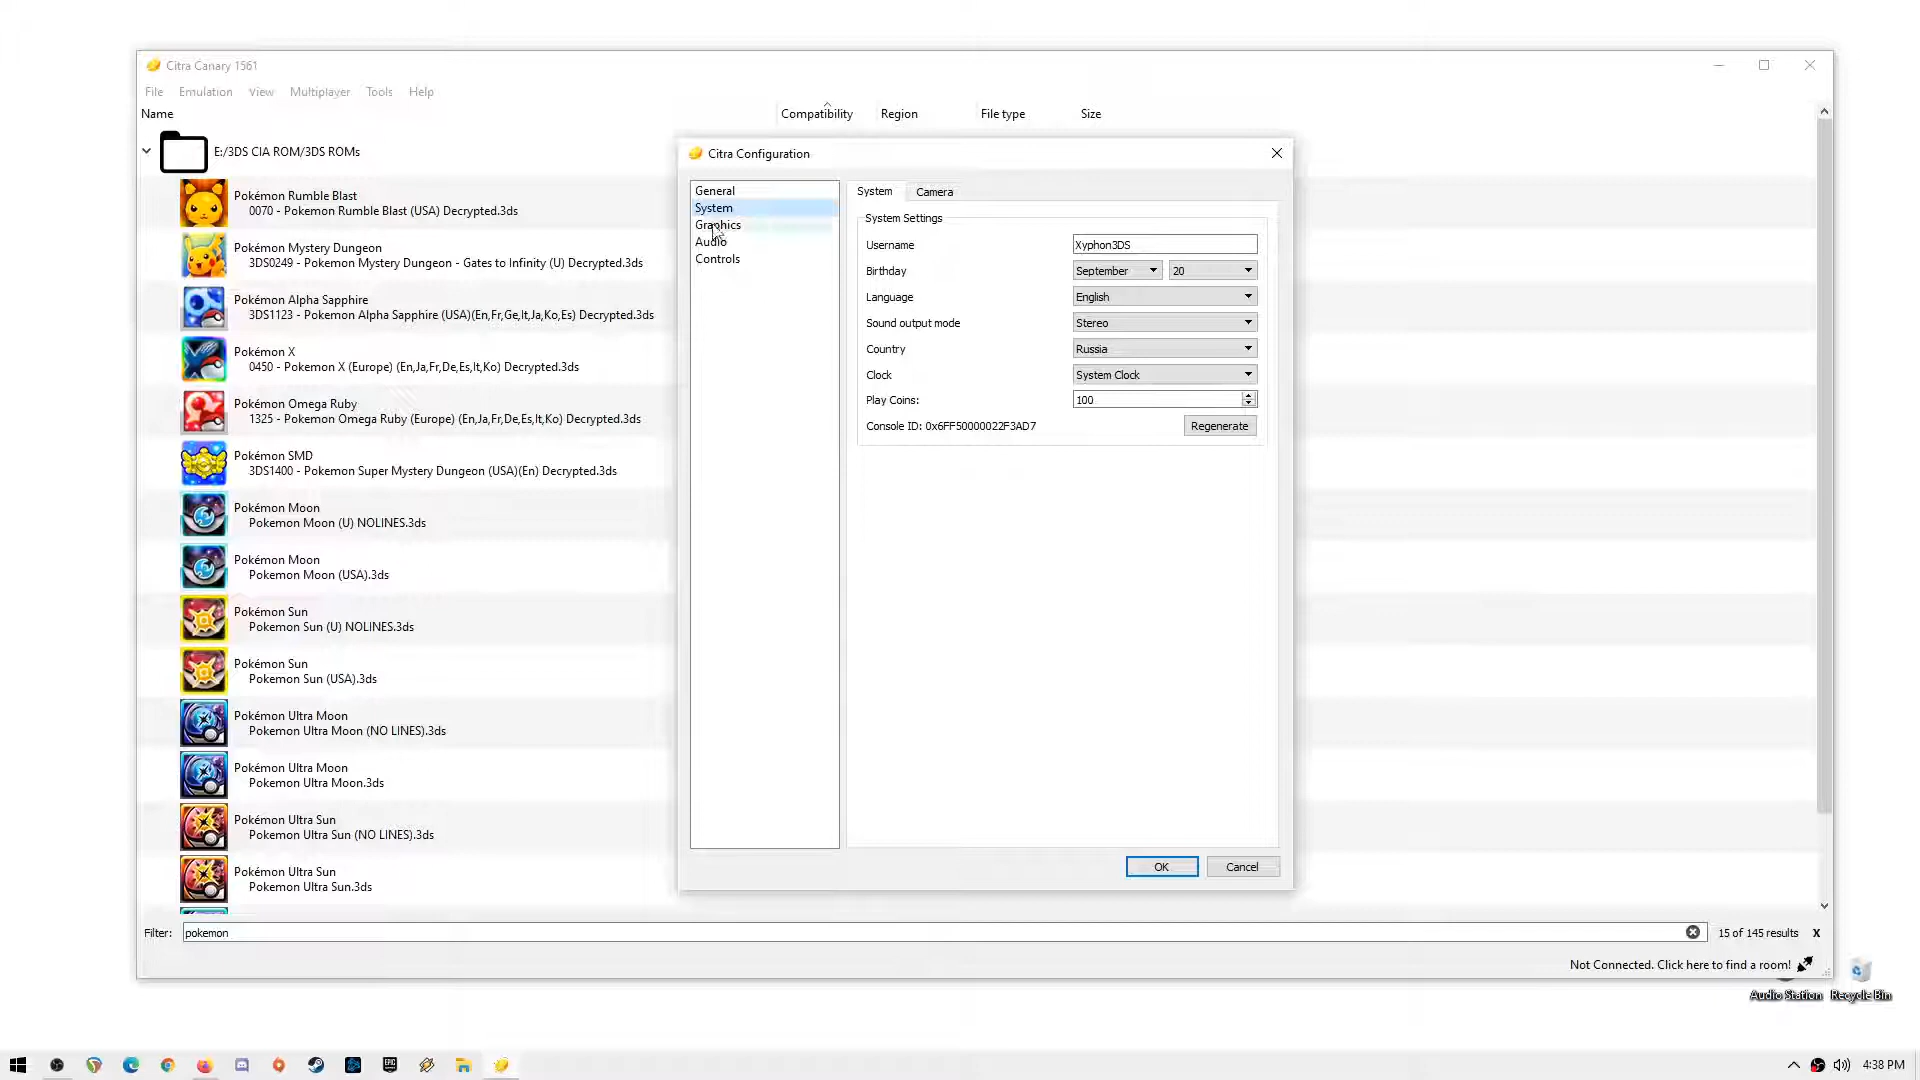 Citra Canary 1561
File Emulation View Multiplayer Tools Help
Name Compatibility Region File type Size
E:/3DS CIA ROM/3DS ROMs
Pokémon Rumble Blast
0070 - Pokemon Rumble Blast (USA) Decrypted.3ds
Pokémon Mystery Dungeon
3DS0249 - Pokemon Mystery Dungeon - Gates to Infinity (U) Decrypted.3ds
Pokémon Alpha Sapphire
3DS1123 - Pokemon Alpha Sapphire (USA)(En,Fr,Ge,It,Ja,Ko,Es) Decrypted.3ds
Pokémon X
0450 - Pokemon X (Europe) (En,Ja,Fr,De,Es,It,Ko) Decrypted.3ds
Pokémon Omega Ruby
1325 - Pokemon Omega Ruby (Europe) (En,Ja,Fr,De,Es,It,Ko) Decrypted.3ds
Pokémon SMD
3DS1400 - Pokemon Super Mystery Dungeon (USA)(En) Decrypted.3ds
Pokémon Moon
Pokemon Moon (U) NOLINES.3ds
Pokémon Moon
Pokemon Moon (USA).3ds
Pokémon Sun
Pokemon Sun (U) NOLINES.3ds
Pokémon Sun
Pokemon Sun (USA).3ds
Pokémon Ultra Moon
Pokemon Ultra Moon (NO LINES).3ds
Pokémon Ultra Moon
Pokemon Ultra Moon.3ds
Pokémon Ultra Sun
Pokemon Ultra Sun (NO LINES).3ds
Pokémon Ultra Sun
Pokemon Ultra Sun.3ds
Citra Configuration
General
System
Graphics
Audio
Controls
System Camera
System Settings
Username Xyphon3DS
Birthday September 20
Language English
Sound output mode Stereo
Country Russia
Clock System Clock
Play Coins: 100
Console ID: 0x6FF50000022F3AD7 Regenerate
OK Cancel
Filter: pokemon 15 of 145 results X
Not Connected. Click here to find a room!
Audio Station Recycle Bin
EPIC
4:38 PM